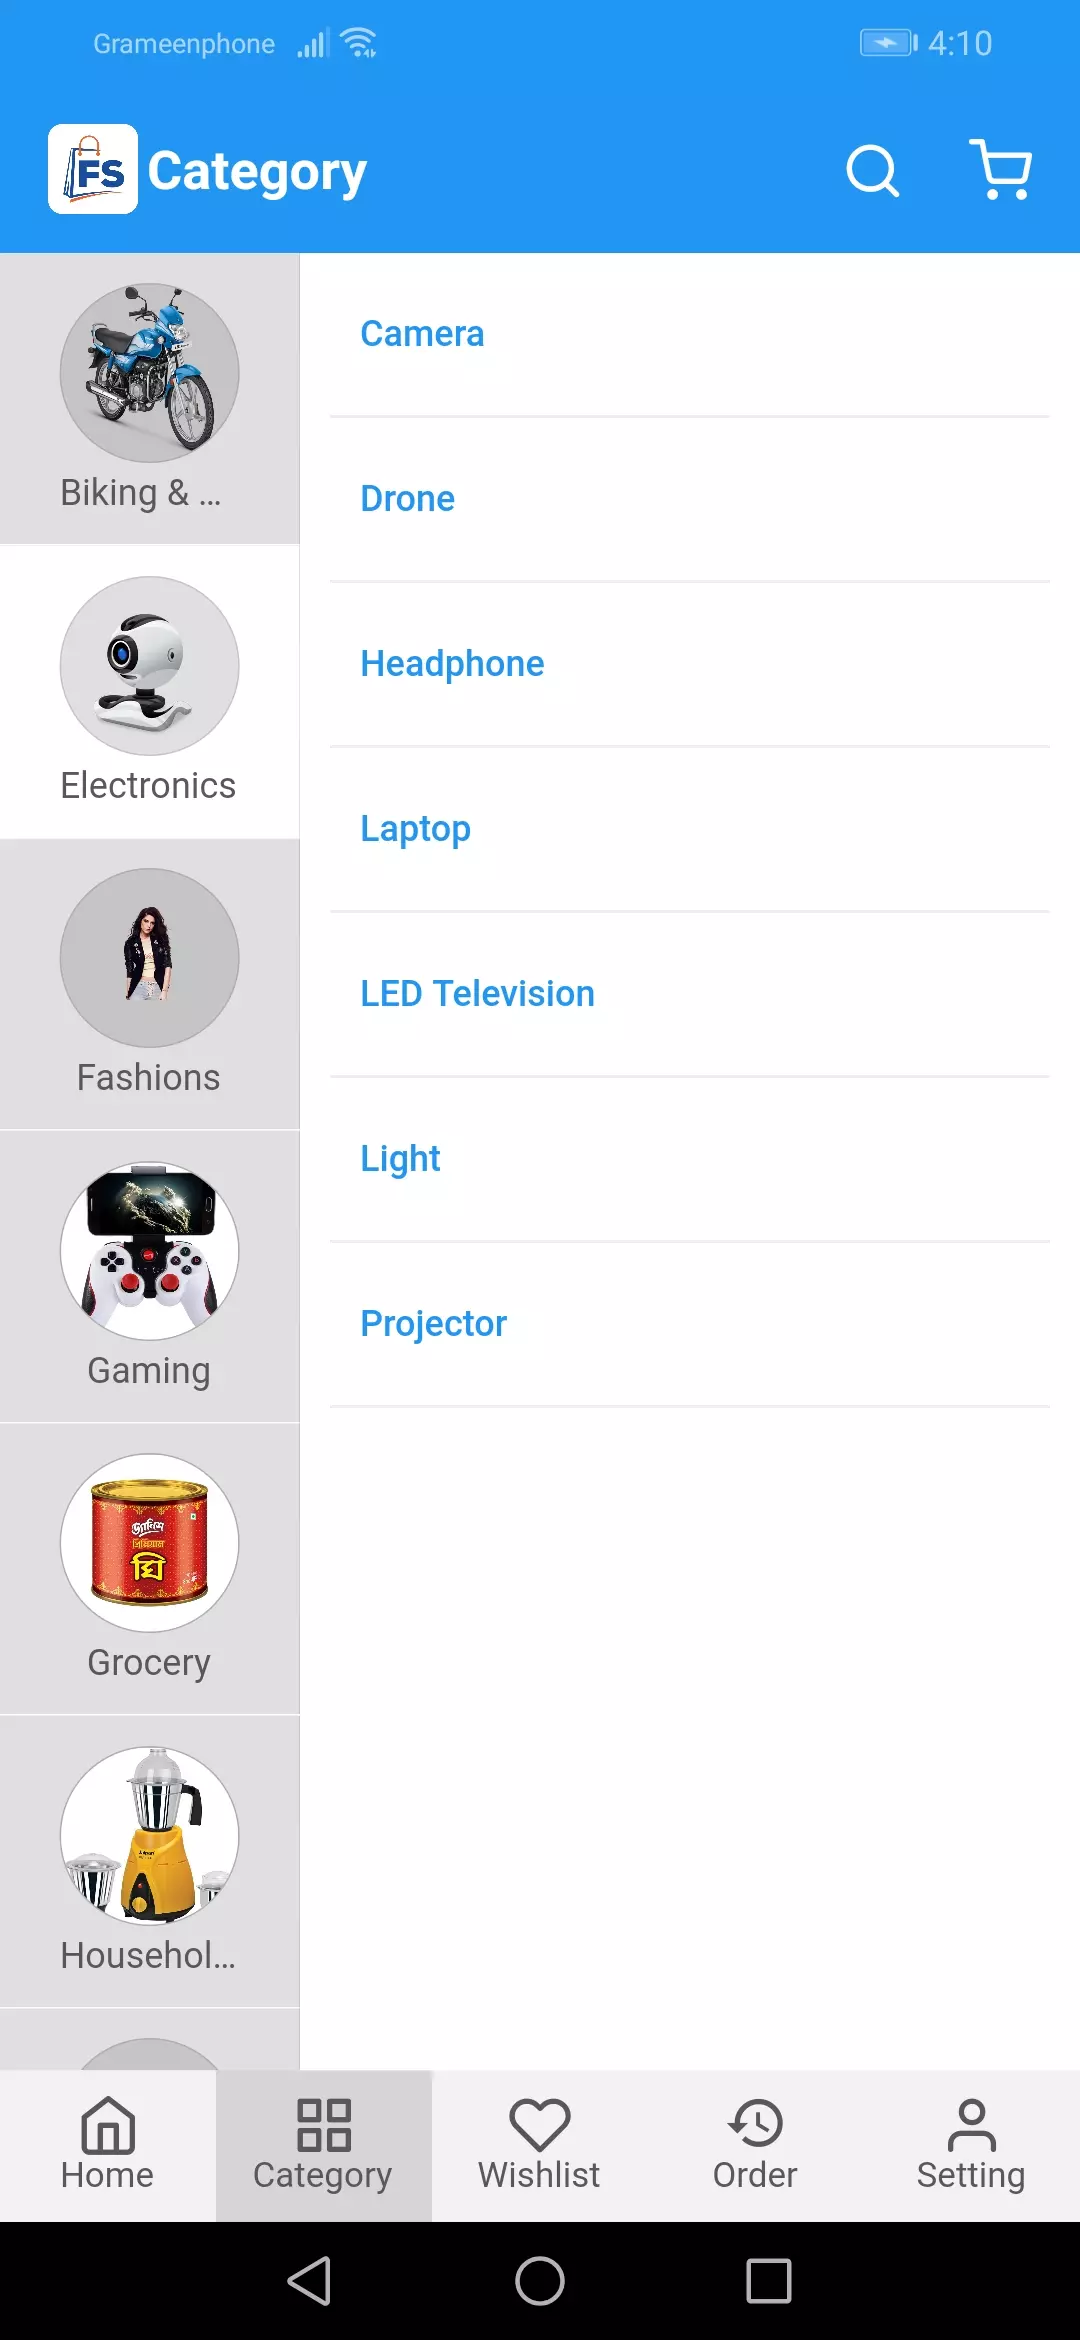 Grameenphone
4:10
FS
Category
Biking & ...
Electronics
Fashions
Gaming
প্রিমিয়াম
ঘি
Grocery
Househol...
Camera
Drone
Headphone
Laptop
LED Television
Light
Projector
Home
Category
Wishlist
Order
Setting